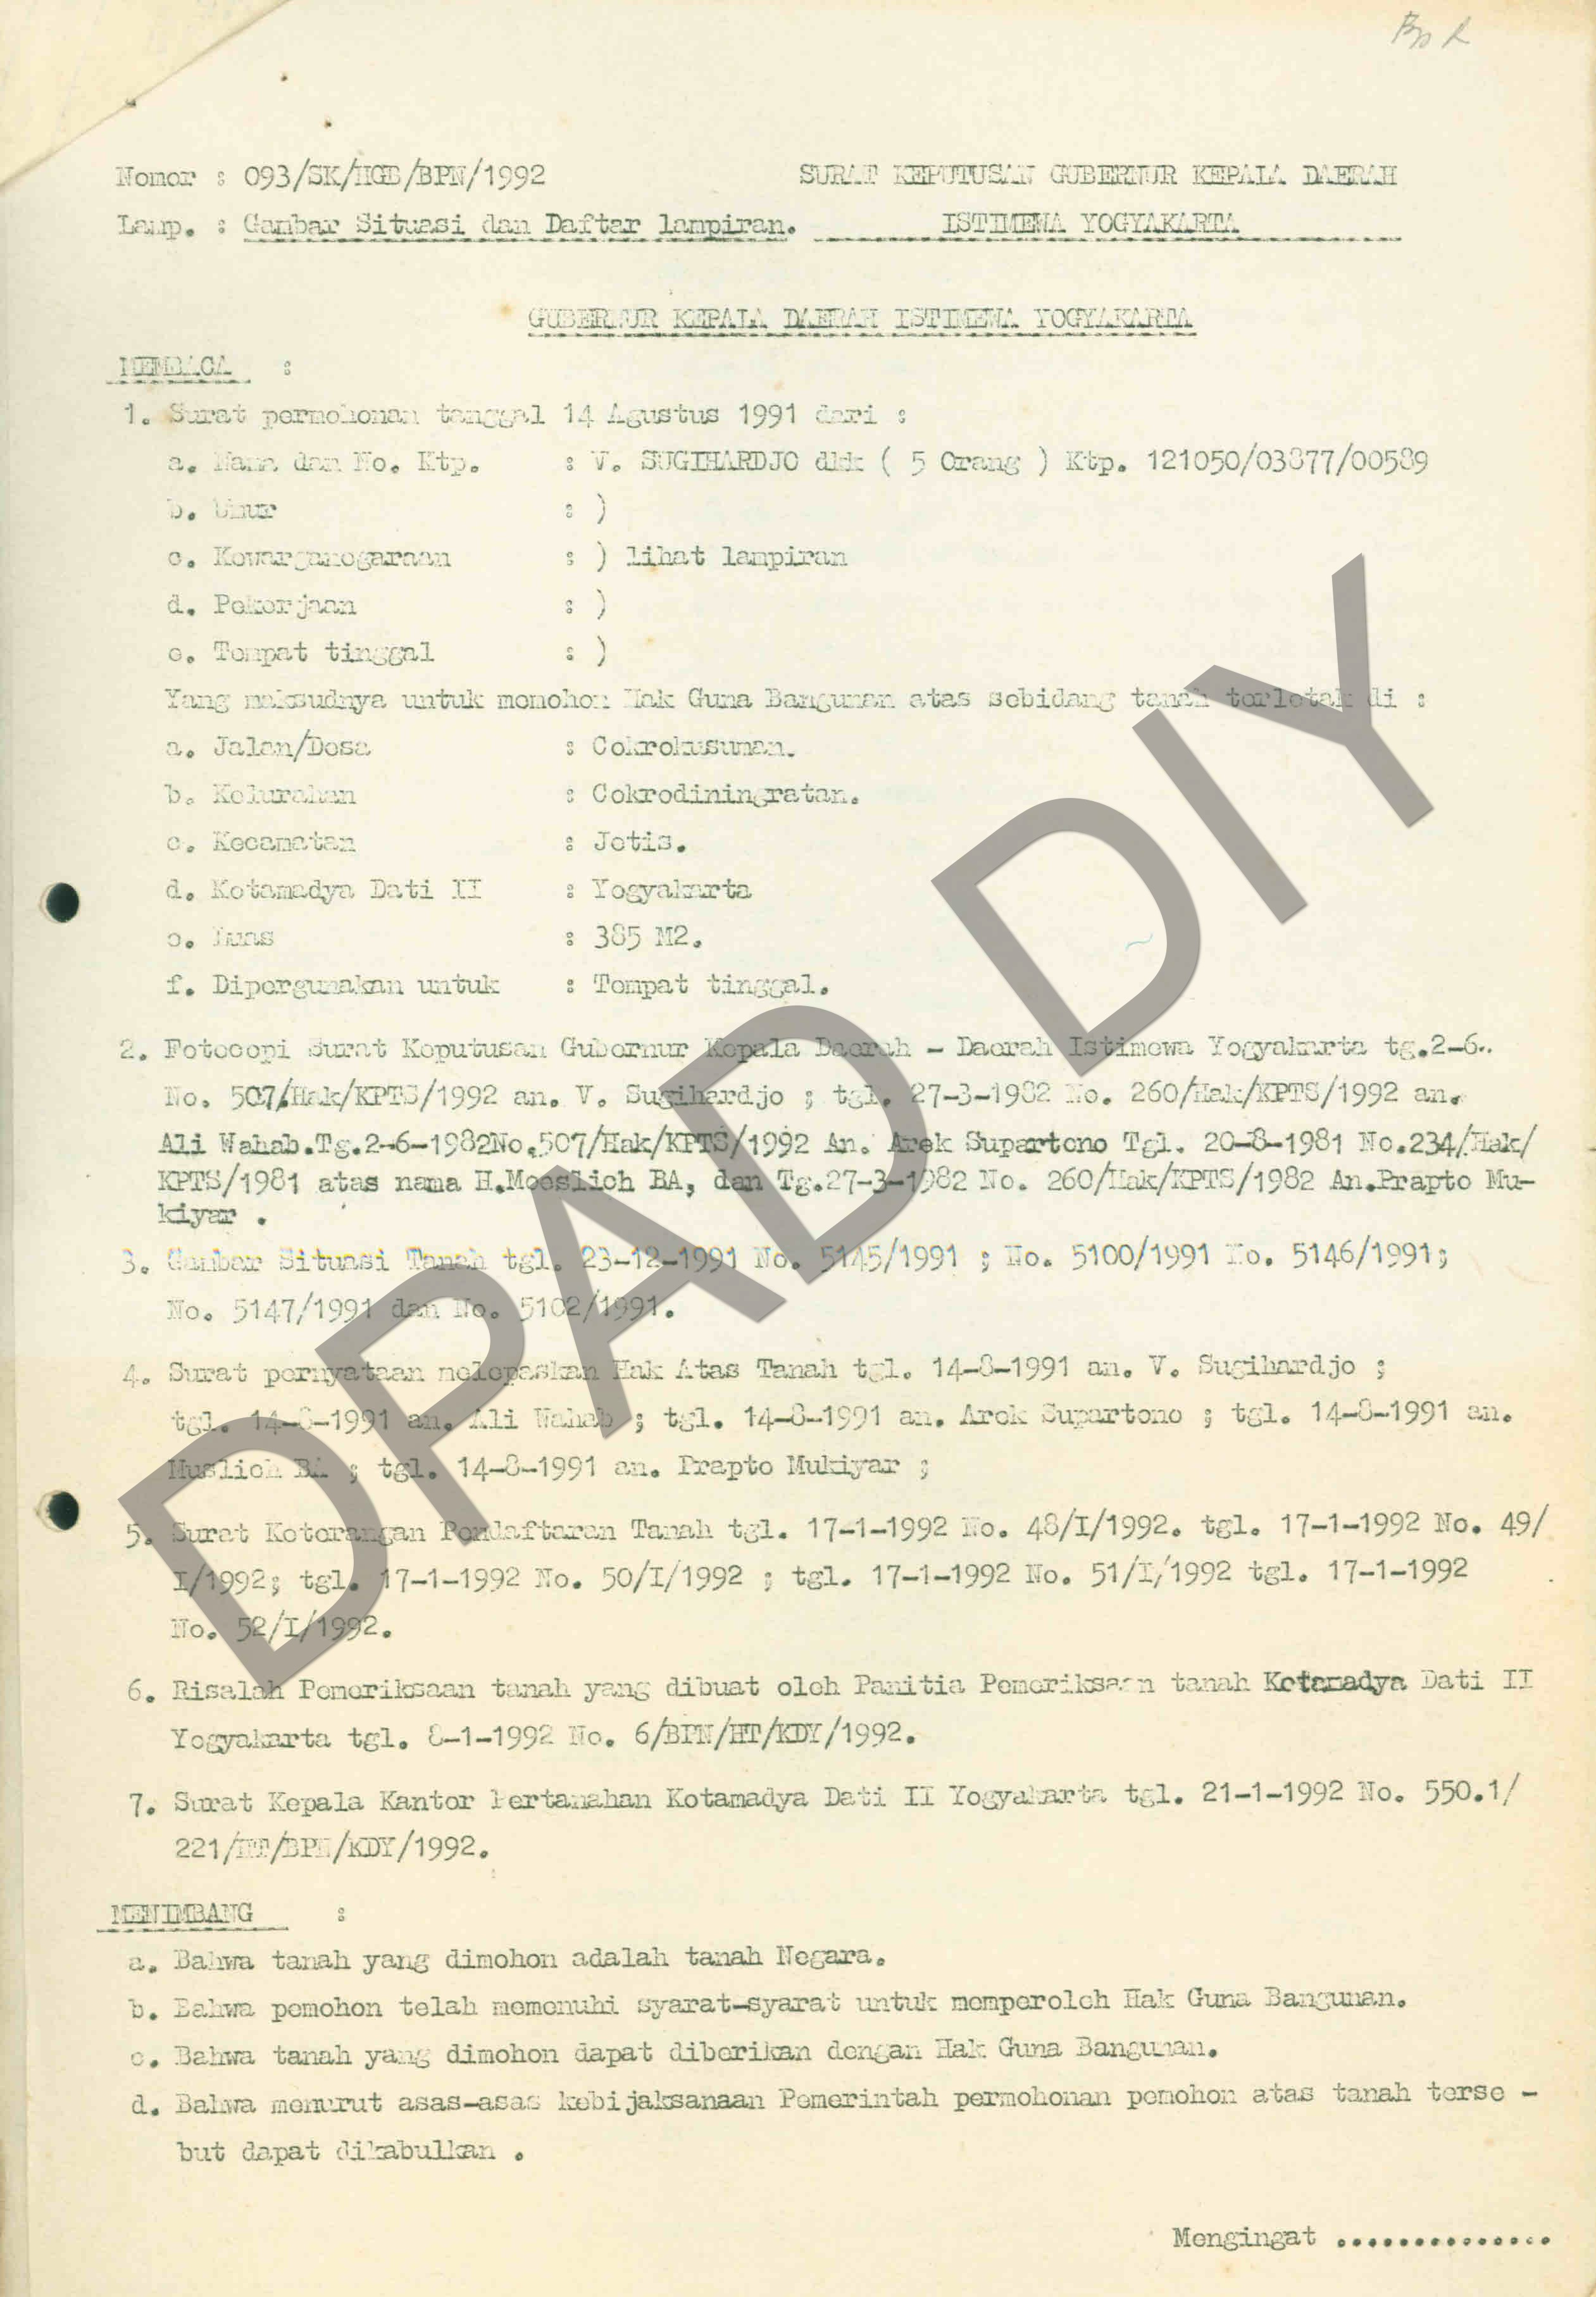 Nomor : 093/SK/HGB/BPN/1992 SURAT KEPUTUSAN GUBERNUR KEPALA DAERAH
Lamp. : Gambar Situasi dan Daftar lampiran. ISTIMEWA YOGYAKARTA
GUBERNUR KEPALA DAERAH ISTIMEWA YOGYAKARTA
MEMBACA :
1. Surat permohonan tanggal 14 Agustus 1991 dari :
a. Nama dan No. Ktp. : V. SUGIHARDJO dkk ( 5 Orang ) Ktp. 121050/03877/00589
b. Umur : )
c. Kewarganegaraan : ) lihat lampiran
d. Pekerjaan : )
e. Tempat tinggal : )
Yang maksudnya untuk memohon Hak Guna Bangunan atas sebidang tanah terletak di :
a. Jalan/Desa : Cokrokusuman.
b. Kelurahan : Cokrodiningratan.
c. Kecamatan : Jetis.
d. Kotamadya Dati II : Yogyakarta
e. Luas : 385 M2.
f. Dipergunakan untuk : Tempat tinggal.
2. Fotocopi Surat Keputusan Gubernur Kepala Daerah - Daerah Istimewa Yogyakarta tg.2-6-.
No. 507/Hak/KPTS/1992 an. V. Sugihardjo ; tgl. 27-3-1982 No. 260/Hak/KPTS/1992 an.
Ali Wahab.Tg.2-6-1982No.507/Hak/KPTS/1992 An. Arek Supartono Tgl. 20-8-1981 No.234/Hak/
KPTS/1981 atas nama H.Moeslich BA, dan Tg.27-3-1982 No. 260/Hak/KPTS/1982 An.Prapto Mu-
kiyar .
3. Gambar Situasi Tanah tgl. 23-12-1991 No. 5145/1991 ; No. 5100/1991 No. 5146/1991;
No. 5147/1991 dan No. 5102/1991.
4. Surat pernyataan melepaskan Hak Atas Tanah tgl. 14-8-1991 an. V. Sugihardjo ;
tgl. 14-8-1991 an. Ali Wahab ; tgl. 14-8-1991 an. Arek Supartono ; tgl. 14-8-1991 an.
Muslich BA ; tgl. 14-8-1991 an. Prapto Mukiyar ;
5. Surat Keterangan Pendaftaran Tanah tgl. 17-1-1992 No. 48/I/1992. tgl. 17-1-1992 No. 49/
I/1992; tgl. 17-1-1992 No. 50/I/1992 ; tgl. 17-1-1992 No. 51/I/1992 tgl. 17-1-1992
No. 52/I/1992.
6. Risalah Pemeriksaan tanah yang dibuat oleh Panitia Pemeriksaan tanah Kotamadya Dati II
Yogyakarta tgl. 8-1-1992 No. 6/BPN/HT/KDY/1992.
7. Surat Kepala Kantor Pertanahan Kotamadya Dati II Yogyakarta tgl. 21-1-1992 No. 550.1/
221/HT/BPN/KDY/1992.
MENIMBANG :
a. Bahwa tanah yang dimohon adalah tanah Negara.
b. Bahwa pemohon telah memenuhi syarat-syarat untuk memperoleh Hak Guna Bangunan.
c. Bahwa tanah yang dimohon dapat diberikan dengan Hak Guna Bangunan.
d. Bahwa menurut asas-asas kebijaksanaan Pemerintah permohonan pemohon atas tanah terse -
but dapat dikabulkan .
Mengingat ..............
DPAD DIY